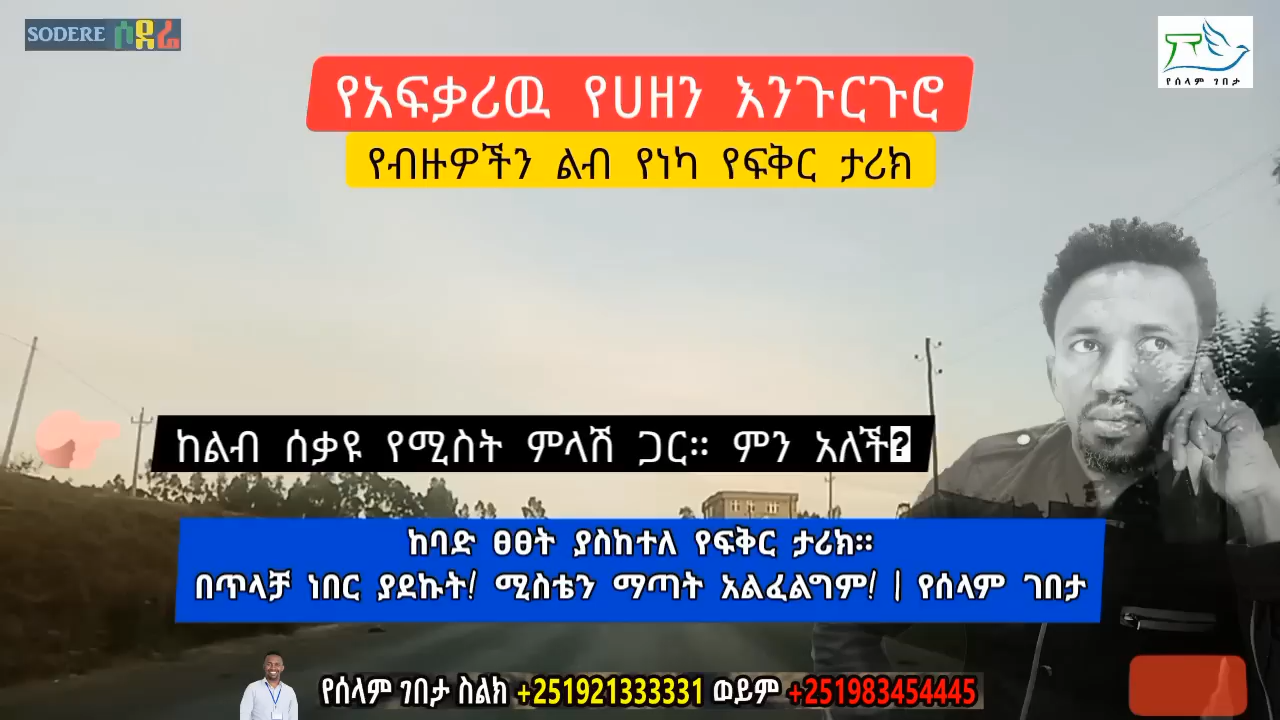 SODERE ሶደሬ
የሰላም ገበታ
የአፍቃሪዉ የሀዘን እንጉርጉሮ
የብዙዎችን ልብ የነካ የፍቅር ታሪክ
ከልብ ሰቃዩ የሚስት ምላሽ ጋር። ምን አለች
ከባድ ፀፀት ያስከተለ የፍቅር ታሪክ።
በጥላቻ ነበር ያደኩት! ሚስቴን ማጣት አልፈልግም! | የሰላም ገበታ
የሰላም ገበታ ስልክ +251921333331 ወይም +251983454445